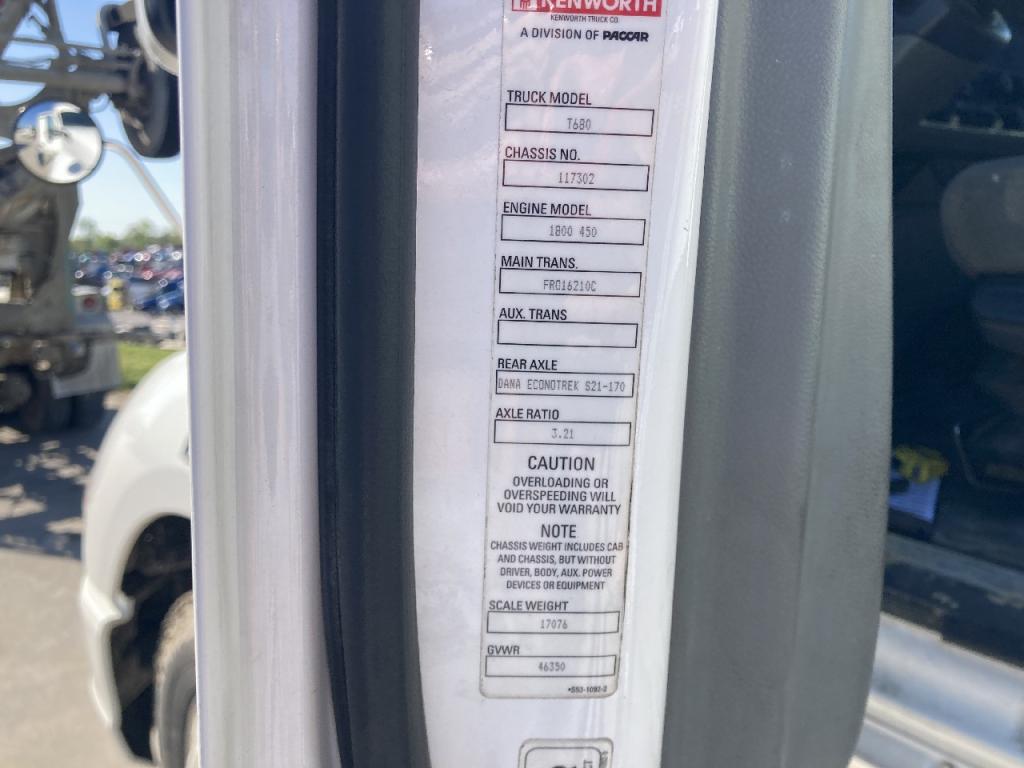 KENWORTH
KENWORTH TRUCK CO.
A DIVISION OF PACCAR
TRUCK MODEL
T680
CHASSIS NO.
117302
ENGINE MODEL
1800 450
MAIN TRANS.
FRO16210C
AUX. TRANS
REAR AXLE
DANA ECONOTREK S21-170
AXLE RATIO
3.21
CAUTION
OVERLOADING OR
OVERSPEEDING WILL
VOID YOUR WARRANTY
NOTE
CHASSIS WEIGHT INCLUDES CAB
AND CHASSIS, BUT WITHOUT
DRIVER, BODY, AUX. POWER
DEVICES OR EQUIPMENT
SCALE WEIGHT
17076
GVWR
46350
•S53-1092-2